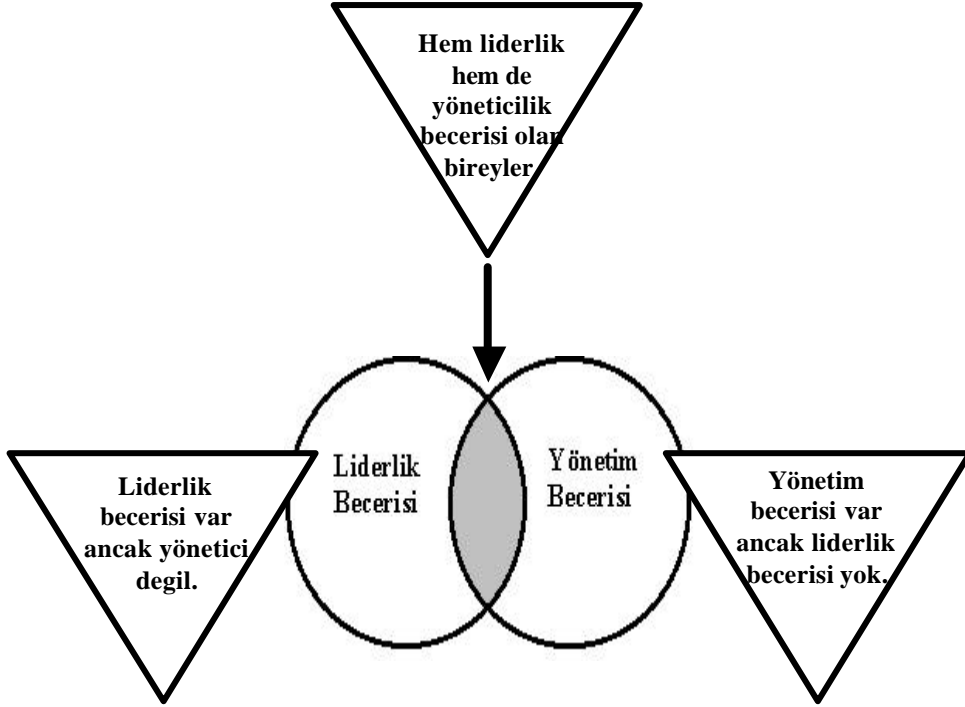 Hem liderlik
hem de
yöneticilik
becerisi olan
bireyler
Liderlik
Becerisi
Yönetim
Becerisi
Liderlik
becerisi var
ancak yönetici
degil.
Yönetim
becerisi var
ancak liderlik
becerisi yok.